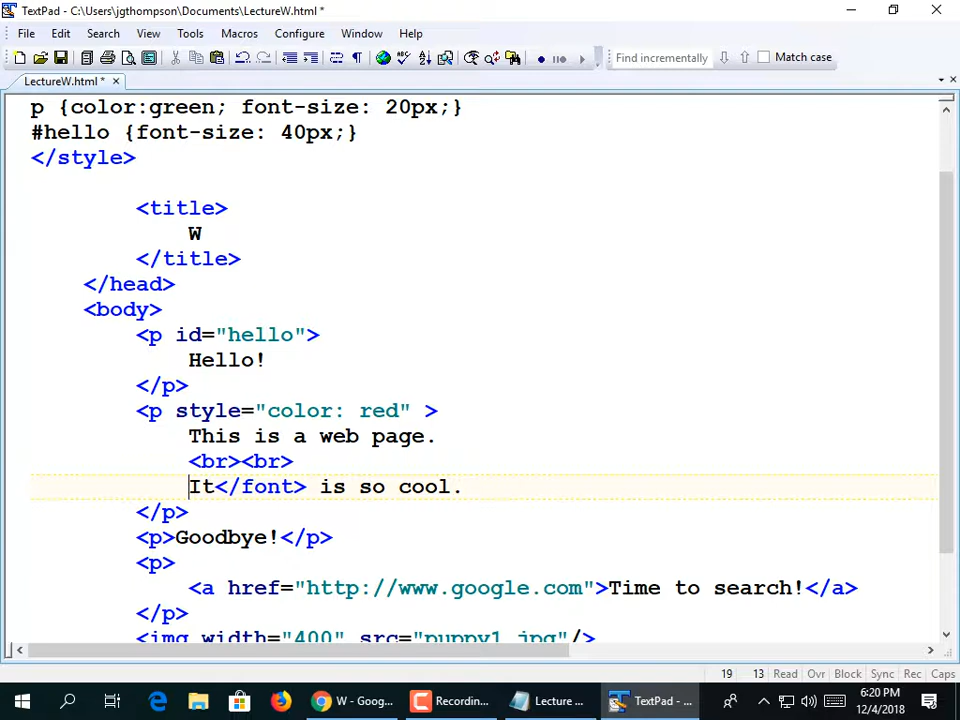 TextPad - C:\Users\jgthompson\Documents\LectureW.html *
File Edit Search View Tools Macros Configure Window Help
Find incrementally Match case
LectureW.html *
p {color:green; font-size: 20px;}
#hello {font-size: 40px;}
</style>
<title>
W
</title>
</head>
<body>
<p id="hello">
Hello!
</p>
<p style="color: red" >
This is a web page.
<br><br>
It</font> is so cool.
</p>
<p>Goodbye!</p>
<p>
<a href="http://www.google.com">Time to search!</a>
</p>
<img width="400" src="puppy1.jpg"/>
19 13 Read Ovr Block Sync Rec Caps
W - Goog... Recording... Lecture ... TextPad - ...
6:20 PM
12/4/2018